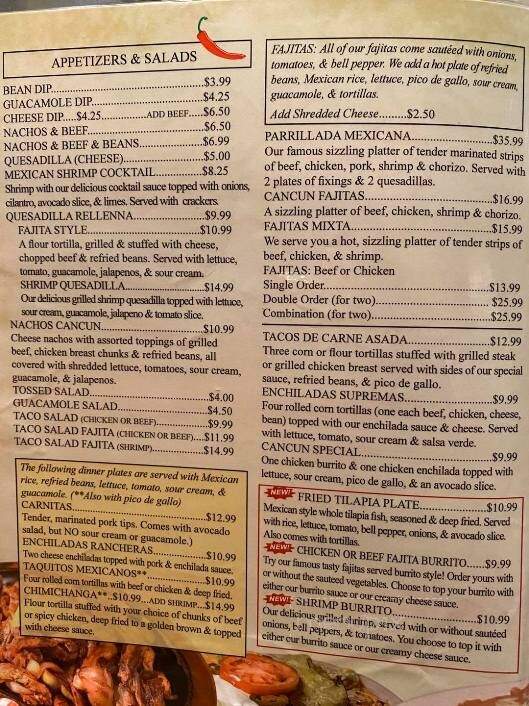 APPETIZERS & SALADS
BEAN DIP...$3.99
GUACAMOLE DIP...$4.25
CHEESE DIP....$4.25...ADD BEEF....$6.50
NACHOS & BEEF...$6.50
NACHOS & BEEF & BEANS...$6.99
QUESADILLA (CHEESE)...$5.00
MEXICAN SHRIMP COCKTAIL...$8.25
Shrimp with our delicious cocktail sauce topped with onions,
cilantro, avocado slice, & limes. Served with crackers.
QUESADILLA RELLENNA...$9.99
FAJITA STYLE...$10.99
A flour tortilla, grilled & stuffed with cheese,
chopped beef & refried beans. Served with lettuce,
tomato, guacamole, jalapenos, & sour cream.
SHRIMP QUESADILLA...$14.99
Our delicious grilled shrimp quesadilla topped with lettuce,
sour cream, guacamole, jalapeno & tomato slice.
NACHOS CANCUN...$10.99
Cheese nachos with assorted toppings of grilled
beef, chicken breast chunks & refried beans, all
covered with shredded lettuce, tomatoes, sour cream,
guacamole, & jalapenos.
TOSSED SALAD...$4.00
GUACAMOLE SALAD...$4.50
TACO SALAD (CHICKEN OR BEEF)...$9.99
TACO SALAD FAJITA (CHICKEN OR BEEF)....$11.99
TACO SALAD FAJITA (SHRIMP)...$14.99
The following dinner plates are served with Mexican
rice, refried beans, lettuce, tomato, sour cream, &
guacamole. (**Also with pico de gallo)
CARNITAS...$12.99
Tender, marinated pork tips. Comes with avocado
salad, but NO sour cream or guacamole.)
ENCHILADAS RANCHERAS...$10.99
Two cheese enchiladas topped with pork & enchilada sauce.
TAQUITOS MEXICANOS**...$10.99
Four rolled corn tortillas with beef or chicken & deep fried.
CHIMICHANGA**..$10.99...ADD SHRIMP...$14.99
Flour tortilla stuffed with your choice of chunks of beef
or spicy chicken, deep fried to a golden brown & topped
with cheese sauce.
FAJITAS: All of our fajitas come sautéed with onions,
tomatoes, & bell pepper. We add a hot plate of refried
beans, Mexican rice, lettuce, pico de gallo, sour cream,
guacamole, & tortillas.
Add Shredded Cheese........$2.50
PARRILLADA MEXICANA...$35.99
Our famous sizzling platter of tender marinated strips
of beef, chicken, pork, shrimp & chorizo. Served with
2 plates of fixings & 2 quesadillas.
CANCUN FAJITAS...$16.99
A sizzling platter of beef, chicken, shrimp & chorizo.
FAJITAS MIXTA...$15.99
We serve you a hot, sizzling platter of tender strips of
beef, chicken, & shrimp.
FAJITAS: Beef or Chicken
Single Order...$13.99
Double Order (for two)...$25.99
Combination (for two)...$25.99
TACOS DE CARNE ASADA...$12.99
Three corn or flour tortillas stuffed with grilled steak
or grilled chicken breast served with sides of our special
sauce, refried beans, & pico de gallo.
ENCHILADAS SUPREMAS...$9.99
Four rolled corn tortillas (one each beef, chicken, cheese,
bean) topped with our enchilada sauce & cheese. Served
with lettuce, tomato, sour cream & salsa verde.
CANCUN SPECIAL...$9.99
One chicken burrito & one chicken enchilada topped with
lettuce, sour cream, pico de gallo, & an avocado slice.
NEW! FRIED TILAPIA PLATE...$10.99
Mexican style whole tilapia fish, seasoned & deep fried. Served
with rice, lettuce, tomato, bell pepper, onions, & avocado slice.
Also comes with tortillas.
NEW! CHICKEN OR BEEF FAJITA BURRITO......$9.99
Try our famous tasty fajitas served burrito style! Order yours with
or without the sauteed vegetables. Choose to top your burrito with
either our burrito sauce or our creamy cheese sauce.
NEW! SHRIMP BURRITO...$10.99
Our delicious grilled shrimp, served with or without sautéed
onions, bell peppers, & tomatoes. You choose to top it with
either our burrito sauce or our creamy cheese sauce.